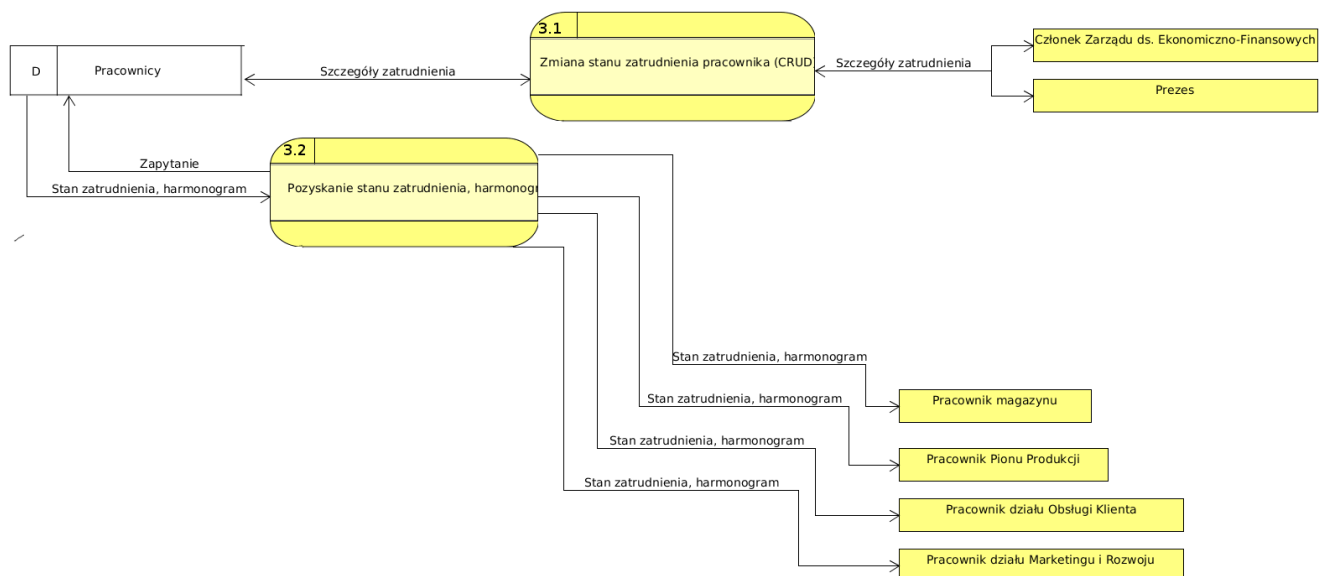 3.1
Członek Zarządu ds. Ekonomiczno-Finansowych
Zmiana stanu zatrudnienia pracownika (CRUD
Szczegóły zatrudnienia
D
Pracownicy
Szczegóły zatrudnienia
Prezes
3.2
Zapytanie
Stan zatrudnienia, harmonogram
Pozyskanie stanu zatrudnienia, harmonogr
Stan zatrudnienia, harmonogram
Pracownik magazynu
Stan zatrudnienia, harmonogram
Pracownik Pionu Produkcji
Stan zatrudnienia, harmonogram
Pracownik działu Obsługi Klienta
Stan zatrudnienia, harmonogram
Pracownik działu Marketingu i Rozwoju